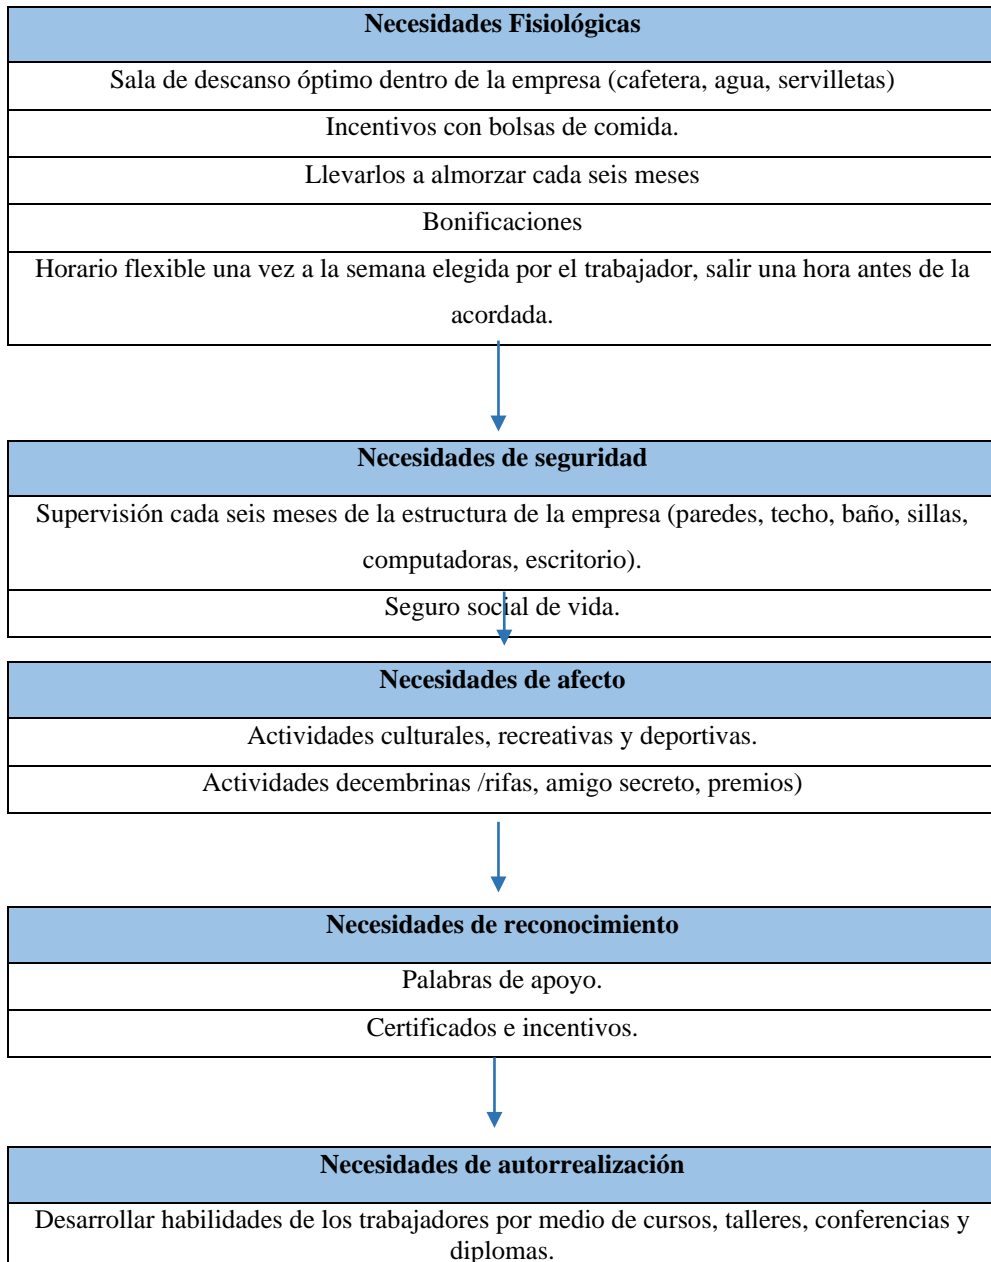 Necesidades Fisiológicas
Sala de descanso óptimo dentro de la empresa (cafetera, agua, servilletas)
Incentivos con bolsas de comida.
Llevarlos a almorzar cada seis meses
Bonificaciones
Horario flexible una vez a la semana elegida por el trabajador, salir una hora antes de la
acordada.
Necesidades de seguridad
Supervisión cada seis meses de la estructura de la empresa (paredes, techo, baño, sillas,
computadoras, escritorio).
Seguro social de vida.
Necesidades de afecto
Actividades culturales, recreativas y deportivas.
Actividades decembrinas /rifas, amigo secreto, premios)
Necesidades de reconocimiento
Palabras de apoyo.
Certificados e incentivos.
Necesidades de autorrealización
Desarrollar habilidades de los trabajadores por medio de cursos, talleres, conferencias y
diplomas.